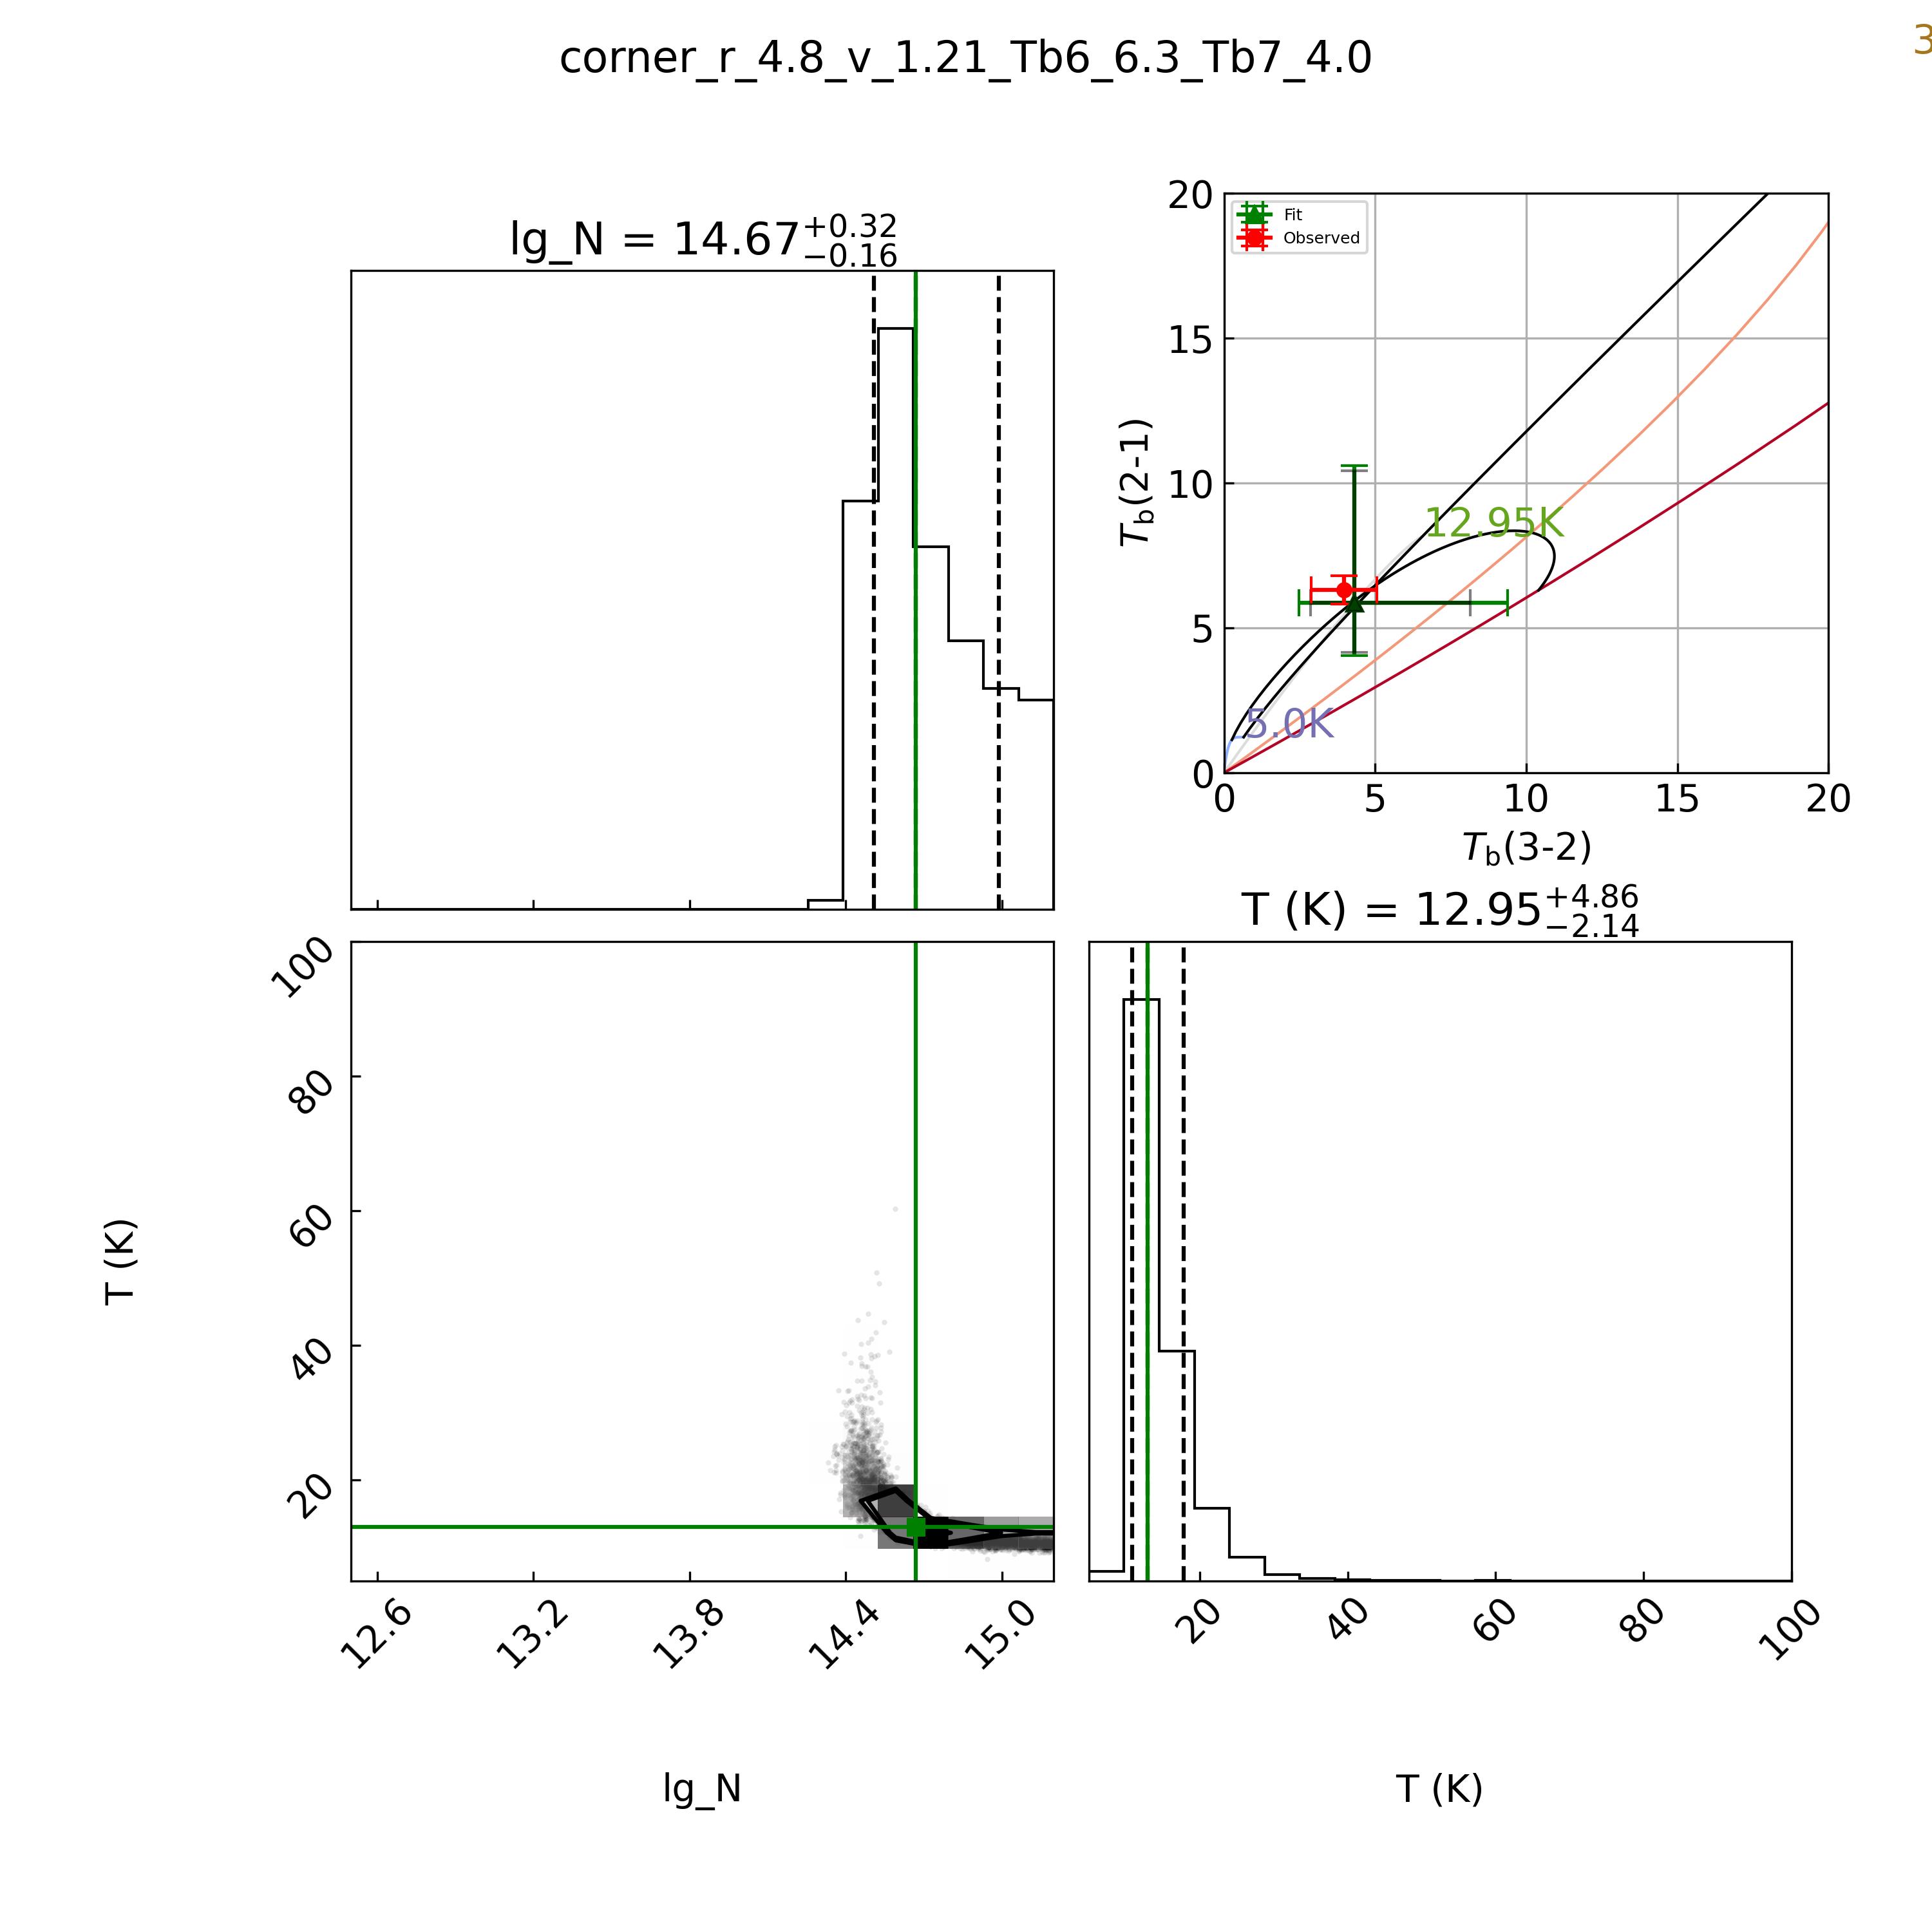 corner_r_4.8_v_1.21_Tb6_6.3_Tb7_4.0
3
lg_N = 14.67 +0.32 −0.16
20
15
10
5
0
T_b(2-1)
Fit
Observed
12.95K
5.0K
0 5 10 15 20
T_b(3-2)
T (K) = 12.95 +4.86 −2.14
100
80
60
40
20
T (K)
12.6 13.2 13.8 14.4 15.0
20 40 60 80 100
lg_N
T (K)